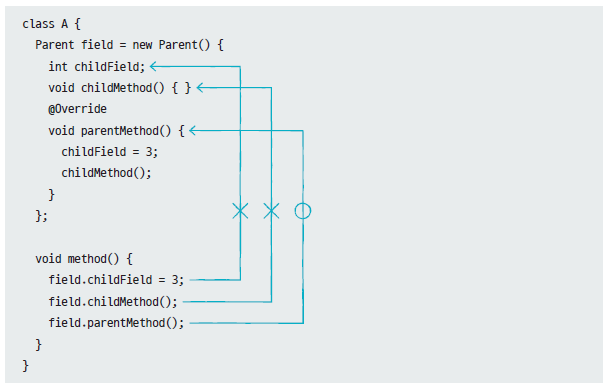 class A {
Parent field = new Parent() {
int childField;
void childMethod() { }
@Override
void parentMethod() {
childField = 3;
childMethod();
}
};
void method() {
field.childField = 3;
field.childMethod();
field.parentMethod();
}
}